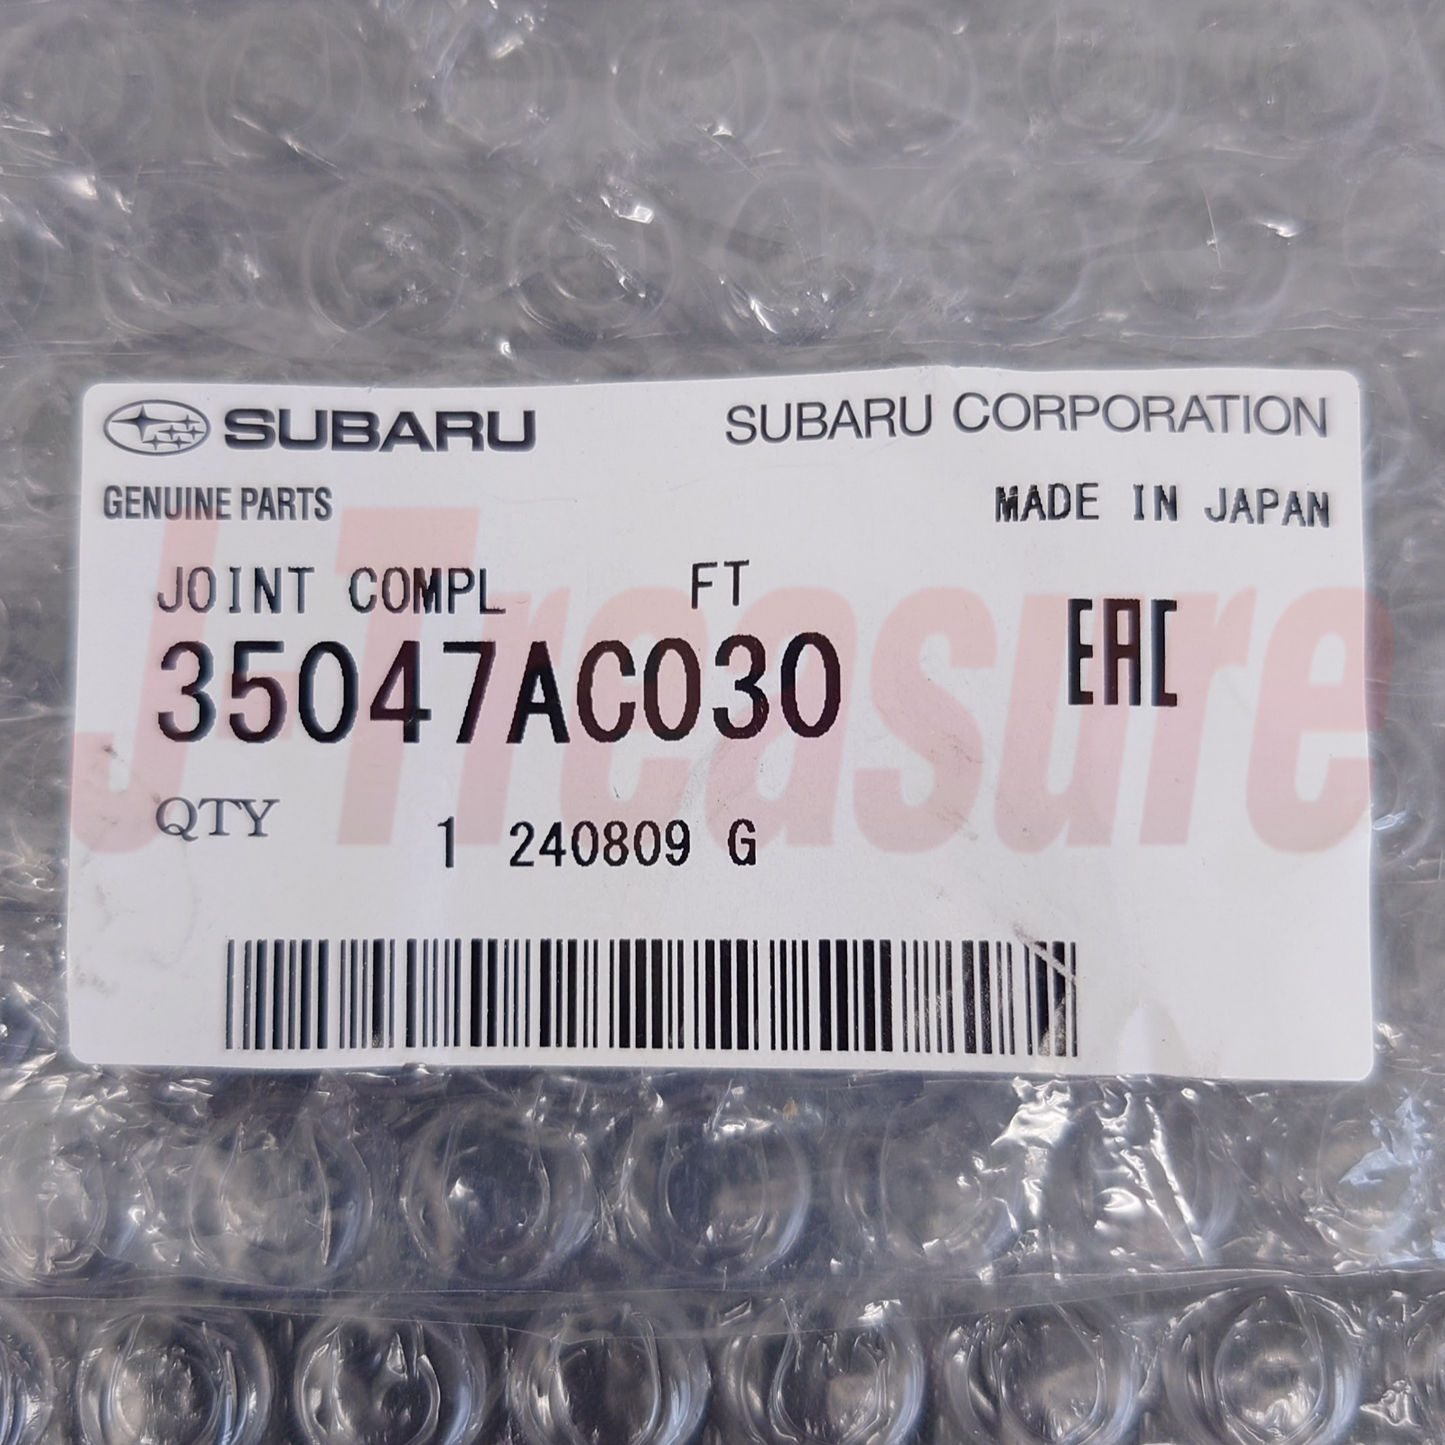 SUBARU SUBARU CORPORATION
GENUINE PARTS MADE IN JAPAN
JOINT COMPL FT
35047AC030 EAC
QTY 1 240809 G
J-Treasure